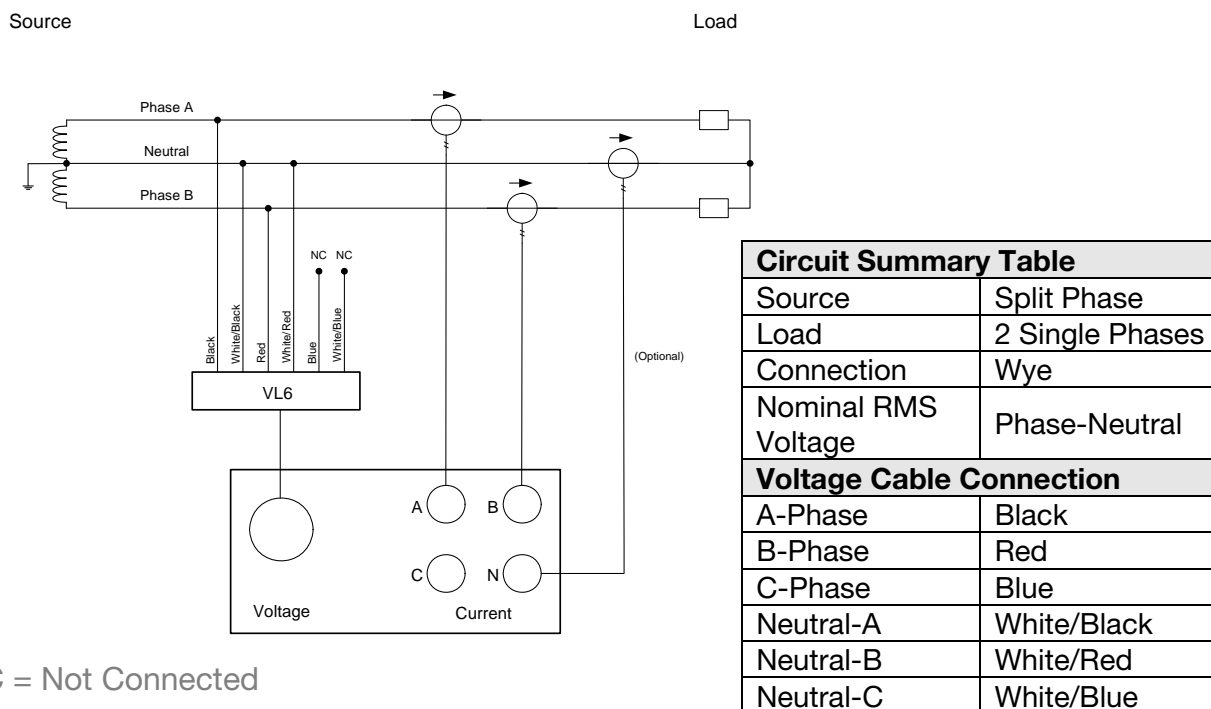 Source
Load
Phase A
Neutral
Phase B
NC NC
Black
White/Black
Red
White/Red
Blue
White/Blue
VL6
(Optional)
A
B
C
N
Voltage
Current
= Not Connected
Circuit Summary Table
Source Split Phase
Load 2 Single Phases
Connection Wye
Nominal RMS
Voltage
Phase-Neutral
Voltage Cable Connection
A-Phase Black
B-Phase Red
C-Phase Blue
Neutral-A White/Black
Neutral-B White/Red
Neutral-C White/Blue